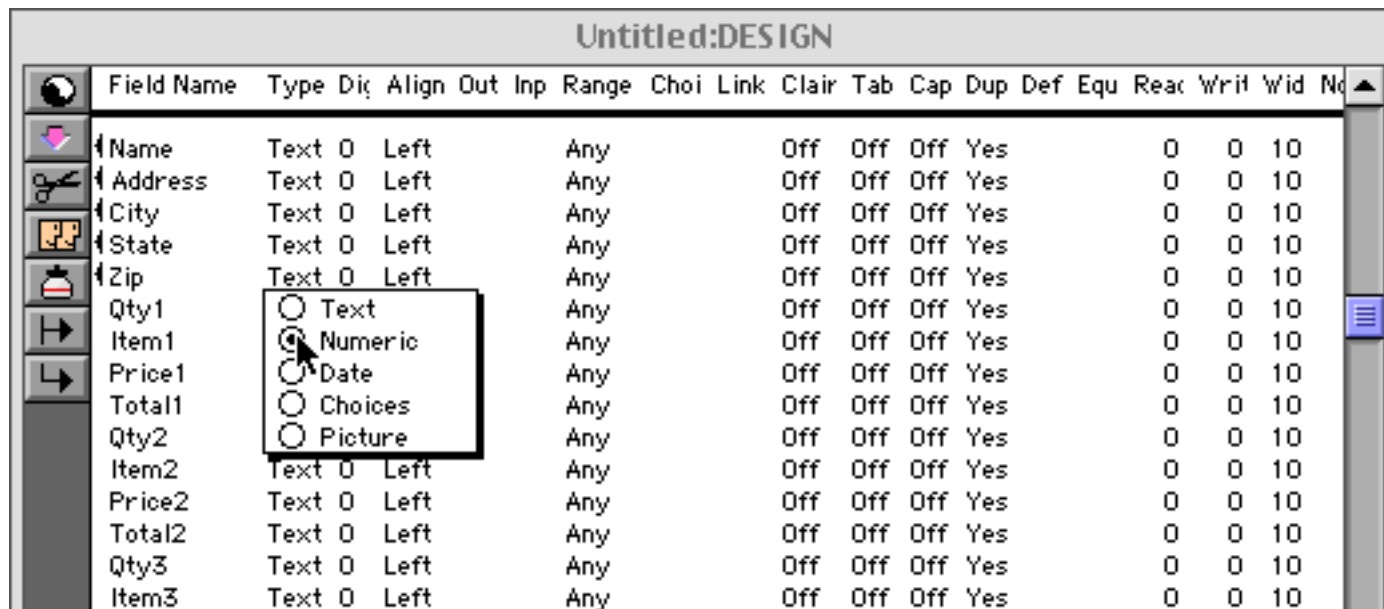 Untitled:DESIGN
Field Name Type Dig Align Out Inp Range Choi Link Clair Tab Cap Dup Def Equ Read Writ Wid No
Name Text 0 Left Any Off Off Off Yes 0 0 10
Address Text 0 Left Any Off Off Off Yes 0 0 10
City Text 0 Left Any Off Off Off Yes 0 0 10
State Text 0 Left Any Off Off Off Yes 0 0 10
Zip Text 0 Left Any Off Off Off Yes 0 0 10
Qty1 Text Any Off Off Off Yes 0 0 10
Item1 Numeric Any Off Off Off Yes 0 0 10
Price1 Date Any Off Off Off Yes 0 0 10
Total1 Choices Any Off Off Off Yes 0 0 10
Qty2 Picture Any Off Off Off Yes 0 0 10
Item2 Text 0 Left Any Off Off Off Yes 0 0 10
Price2 Text 0 Left Any Off Off Off Yes 0 0 10
Total2 Text 0 Left Any Off Off Off Yes 0 0 10
Qty3 Text 0 Left Any Off Off Off Yes 0 0 10
Item3 Text 0 Left Any Off Off Off Yes 0 0 10